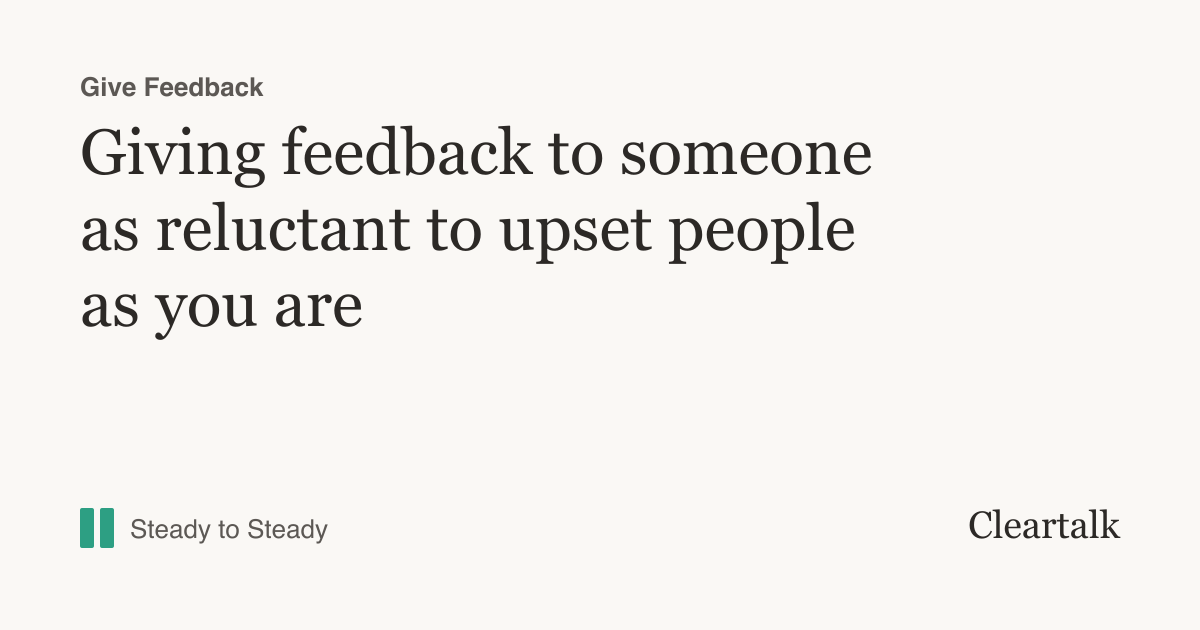 Give Feedback
Giving feedback to someone
as reluctant to upset people
as you are
Steady to Steady
Cleartalk